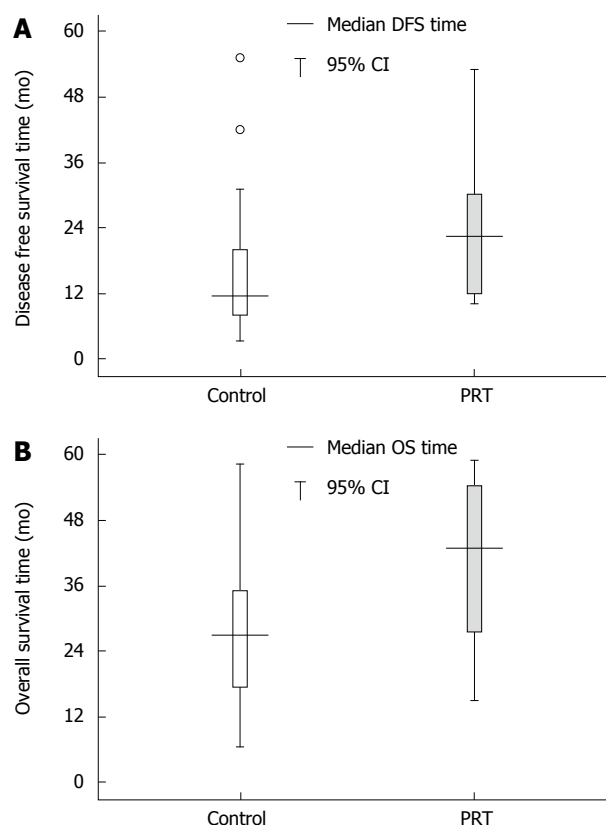 A
60
48
36
24
12
0
Disease free survival time (mo)
Median DFS time
95% CI
Control
PRT
B
60
48
36
24
12
0
Overall survival time (mo)
Median OS time
95% CI
Control
PRT